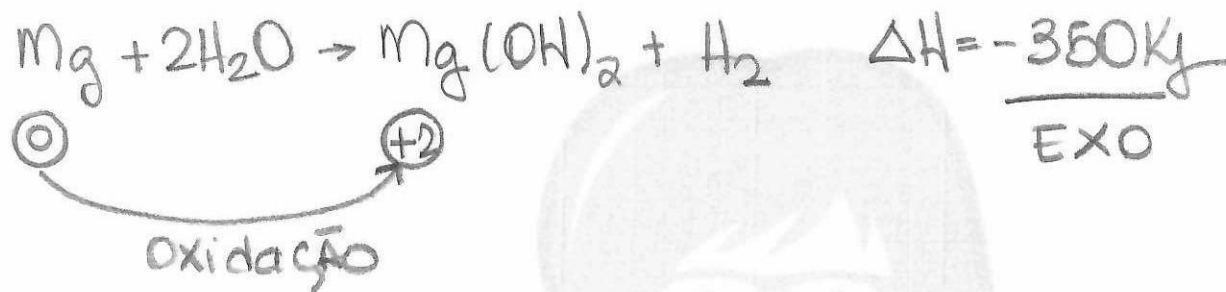 Mg + 2H₂O → Mg(OH)₂ + H₂ ΔH = -350Kj
0 +2 EXO
OxidaçÃO